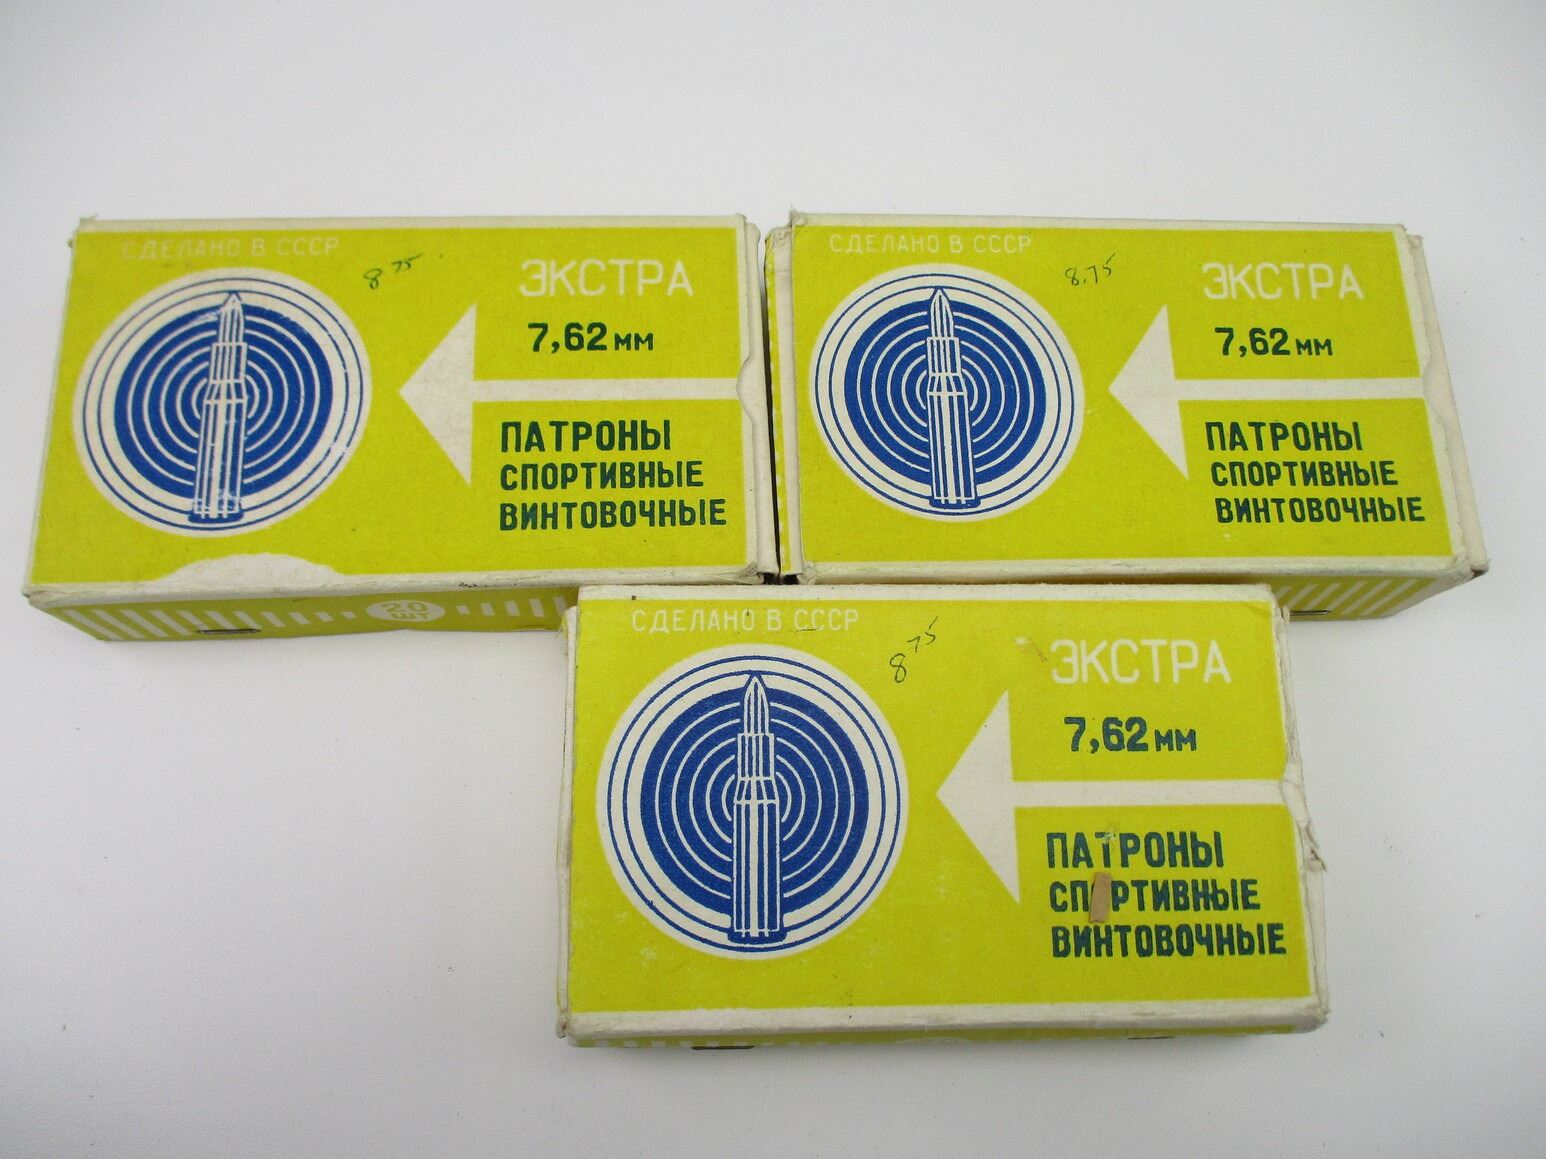 СДЕЛАНО В СССР
8 75
ЭКСТРА
7,62 мм
ПАТРОНЫ
СПОРТИВНЫЕ
ВИНТОВОЧНЫЕ
20
шт
СДЕЛАНО В СССР
8.75
ЭКСТРА
7,62 мм
ПАТРОНЫ
СПОРТИВНЫЕ
ВИНТОВОЧНЫЕ
СДЕЛАНО В СССР
8 75
ЭКСТРА
7,62 мм
ПАТРОНЫ
СПОРТИВНЫЕ
ВИНТОВОЧНЫЕ